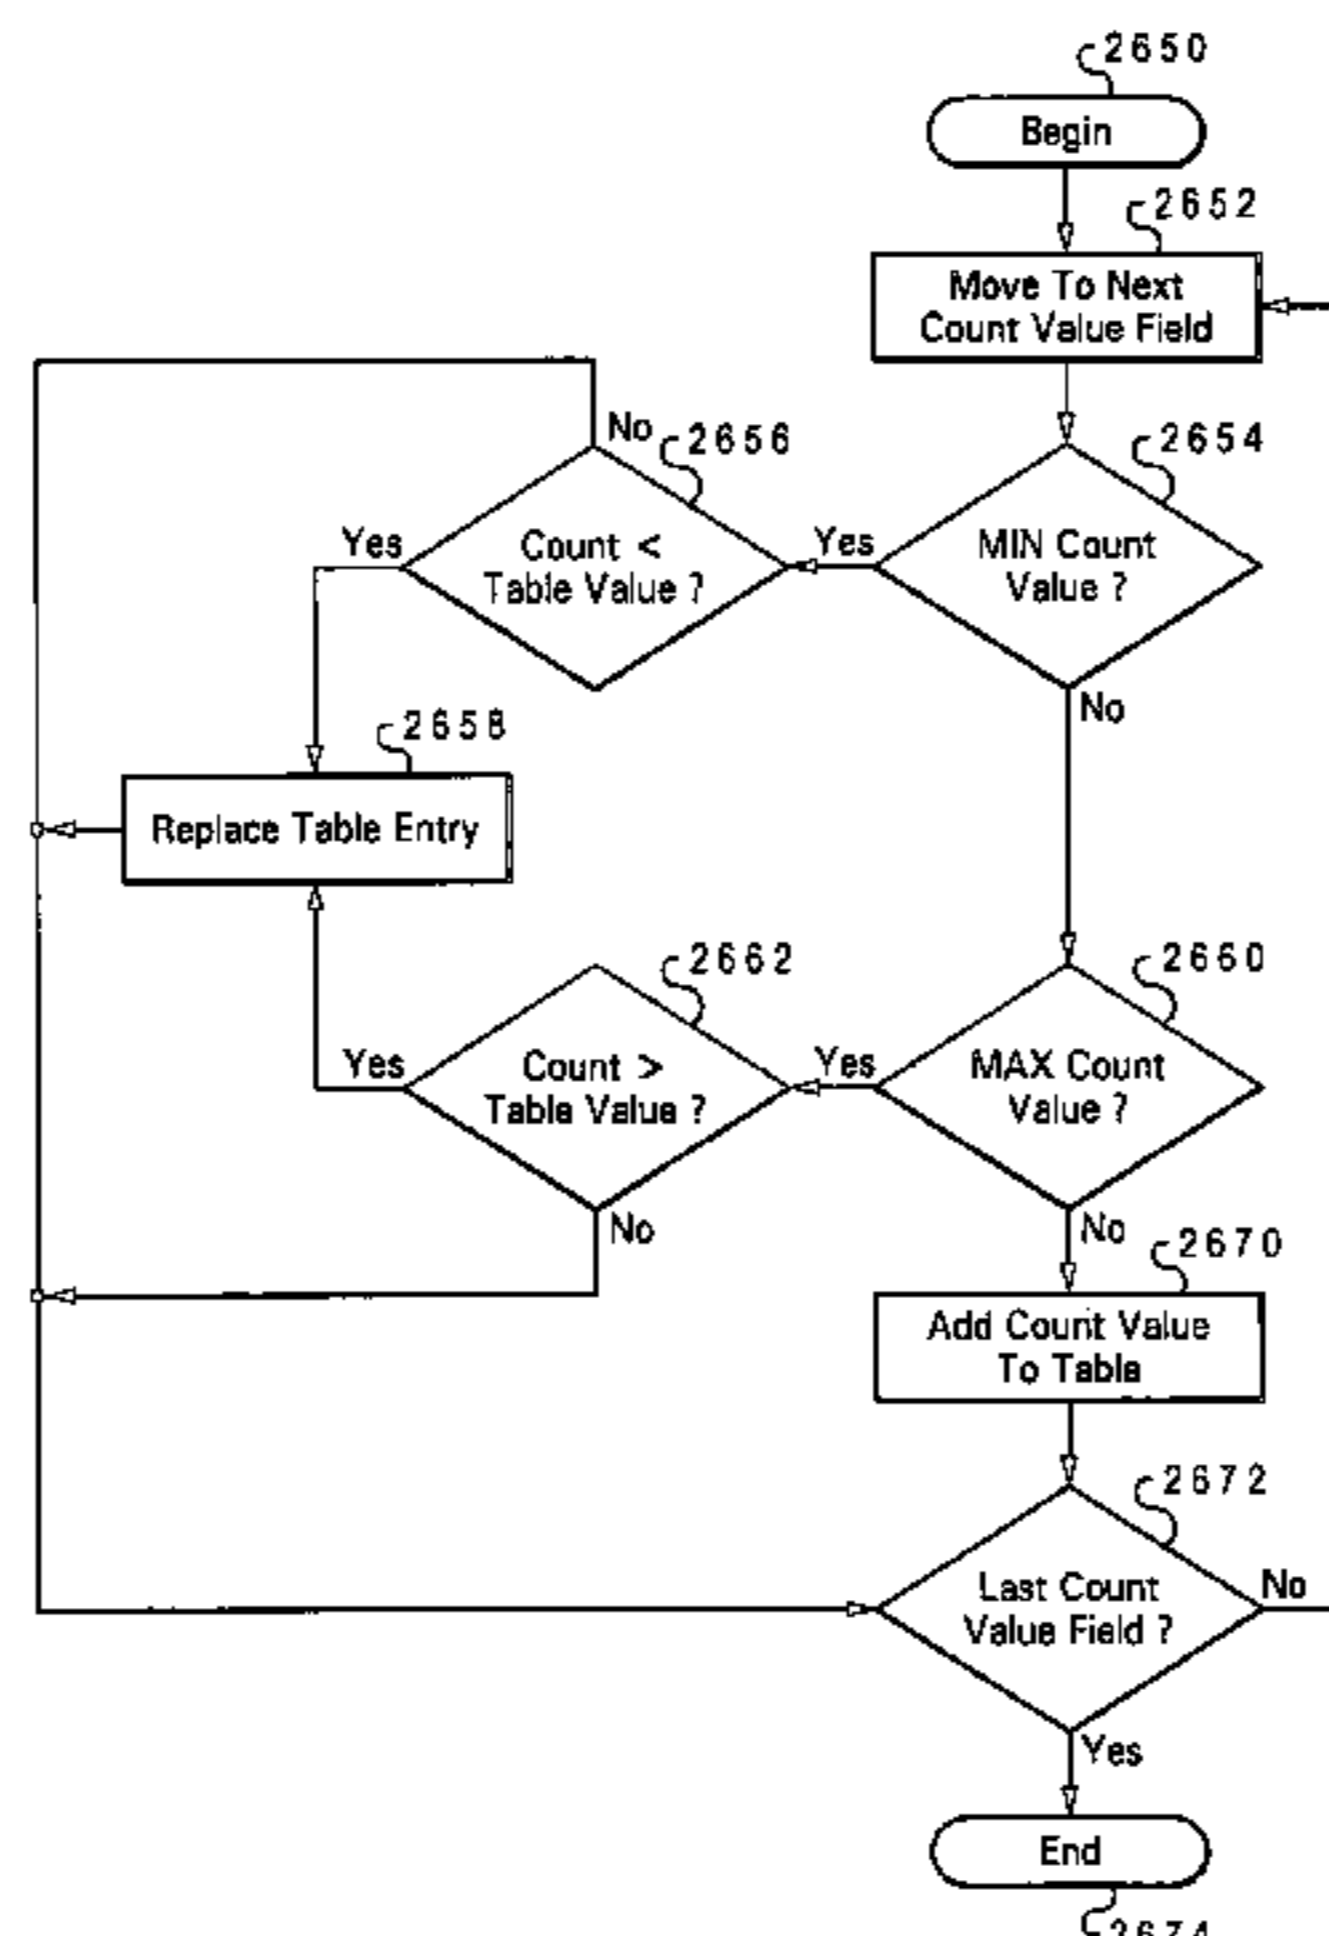 2650
Begin
2652
Move To Next
Count Value Field
No
2656
2654
Yes
Count <
Table Value ?
Yes
MIN Count
Value ?
No
2658
Replace Table Entry
2662
2660
Yes
Count >
Table Value ?
Yes
MAX Count
Value ?
No
No
2670
Add Count Value
To Table
2672
Last Count
Value Field ?
No
Yes
End
2674